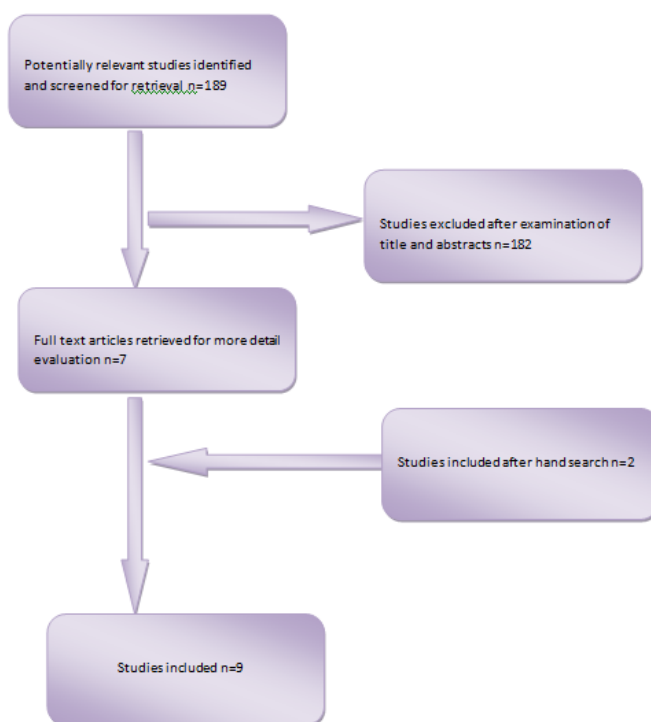 Potentially relevant studies identified
and screened for retrieval n=189
Studies excluded after examination of
title and abstracts n=182
Full text articles retrieved for more detail
evaluation n=7
Studies included after hand search n=2
Studies included n=9